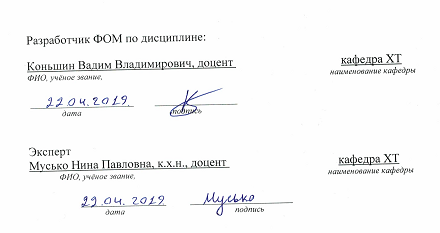 Разработчик ФОМ по дисциплине:
Коньшин Вадим Владимирович, доцент кафедра ХТ
ФИО, учёное звание, наименование кафедры
22.04.2019
дата подпись
Эксперт
Мусько Нина Павловна, к.х.н., доцент кафедра ХТ
ФИО, учёное звание, наименование кафедры
29.04.2019 Мусько
дата подпись